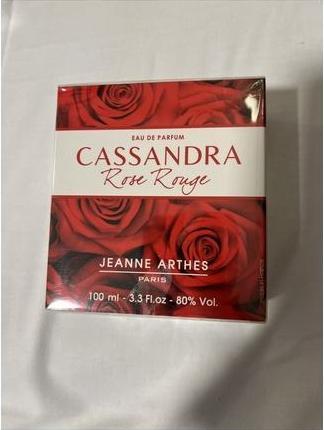 EAU DE PARFUM
CASSANDRA
Rose Rouge
JEANNE ARTHES
PARIS
100 ml - 3.3 Fl.oz - 80% Vol.